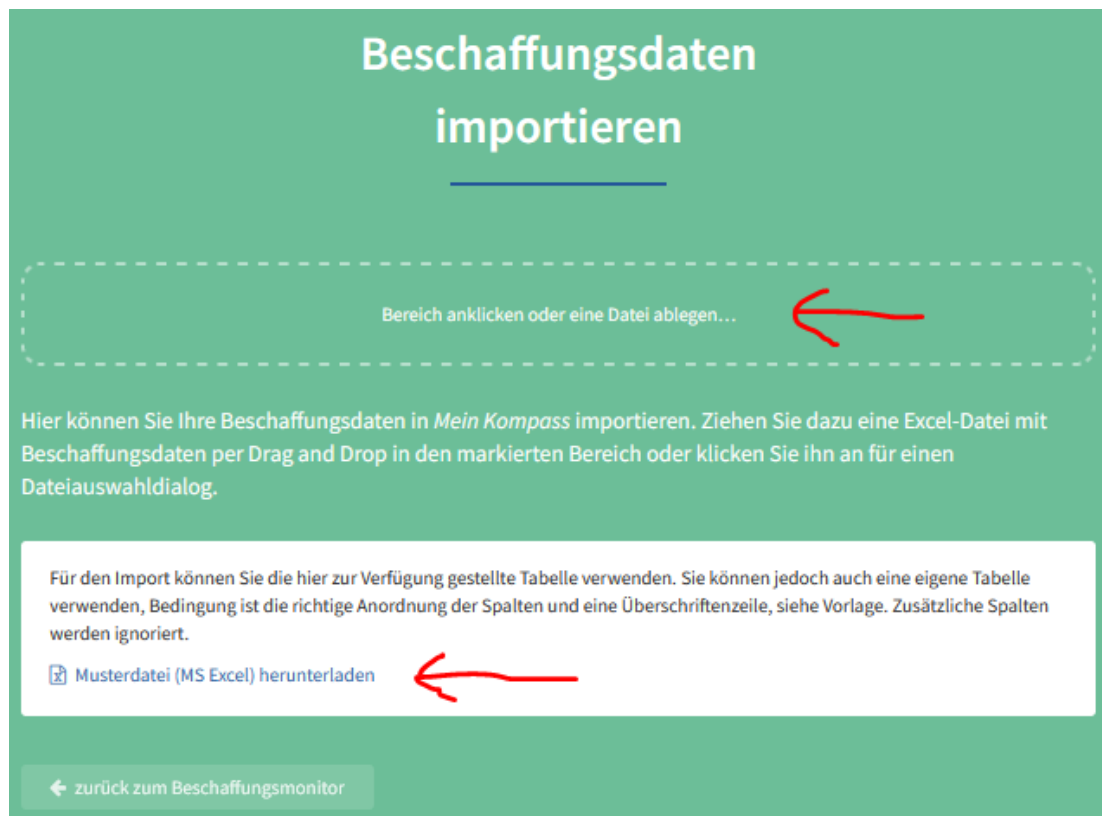 Beschaffungsdaten
importieren
Bereich anklicken oder eine Datei ablegen...
Hier können Sie Ihre Beschaffungsdaten in Mein Kompass importieren. Ziehen Sie dazu eine Excel-Datei mit
Beschaffungsdaten per Drag and Drop in den markierten Bereich oder klicken Sie ihn an für einen
Dateiauswahldialog.
Für den Import können Sie die hier zur Verfügung gestellte Tabelle verwenden. Sie können jedoch auch eine eigene Tabelle
verwenden, Bedingung ist die richtige Anordnung der Spalten und eine Überschriftenzeile, siehe Vorlage. Zusätzliche Spalten
werden ignoriert.
Musterdatei (MS Excel) herunterladen
zurück zum Beschaffungsmonitor